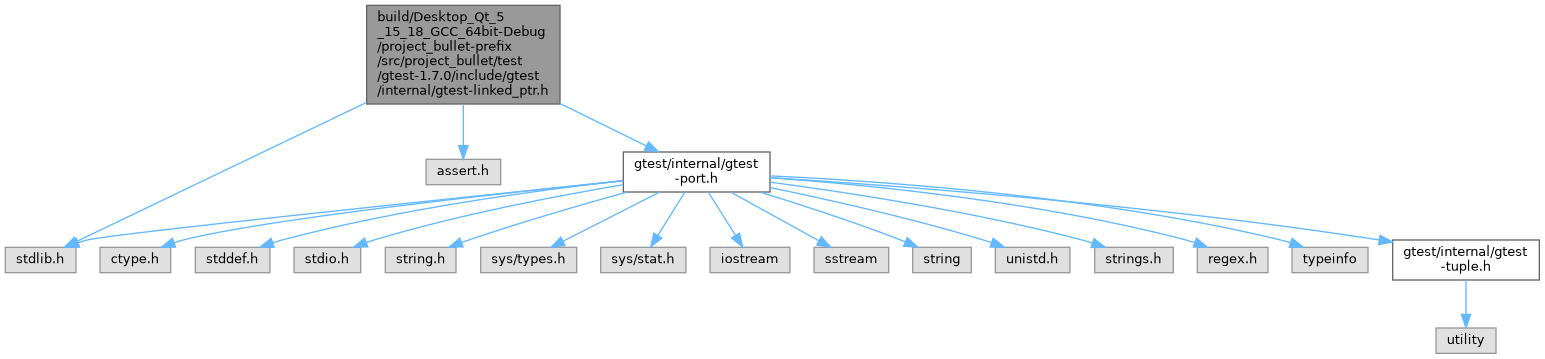 build/Desktop_Qt_5
_15_18_GCC_64bit-Debug
/project_bullet-prefix
/src/project_bullet/test
/gtest-1.7.0/include/gtest
/internal/gtest-linked_ptr.h
assert.h
gtest/internal/gtest
-port.h
stdlib.h
ctype.h
stddef.h
stdio.h
string.h
sys/types.h
sys/stat.h
iostream
sstream
string
unistd.h
strings.h
regex.h
typeinfo
gtest/internal/gtest
-tuple.h
utility